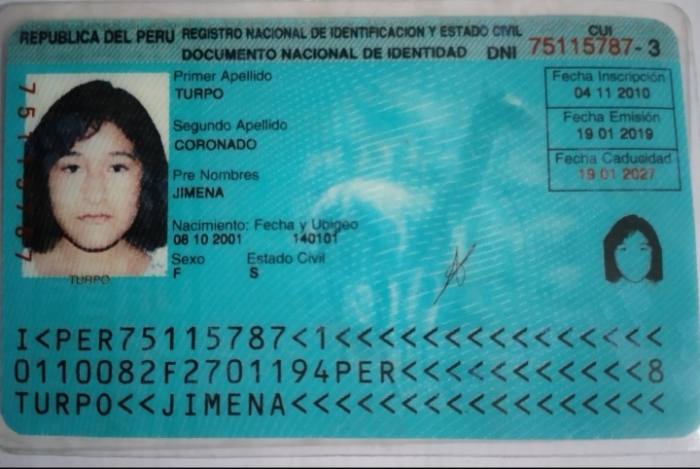 REPUBLICA DEL PERU REGISTRO NACIONAL DE IDENTIFICACION Y ESTADO CIVIL
DOCUMENTO NACIONAL DE IDENTIDAD DNI 75115787-3
CUI
Primer Apellido
TURPO
Segundo Apellido
CORONADO
Pre Nombres
JIMENA
Nacimiento: Fecha y Ubigeo
08 10 2001 140101
Sexo Estado Civil
F S
Fecha Inscripción
04 11 2010
Fecha Emisión
19 01 2019
Fecha Caducidad
19 01 2027
75115787
TURPO
I<PER75115787<1<<<<<<<<<<<<<<<
0110082F2701194PER<<<<<<<<<<<8
TURPO<<JIMENA<<<<<<<<<<<<<<<<<